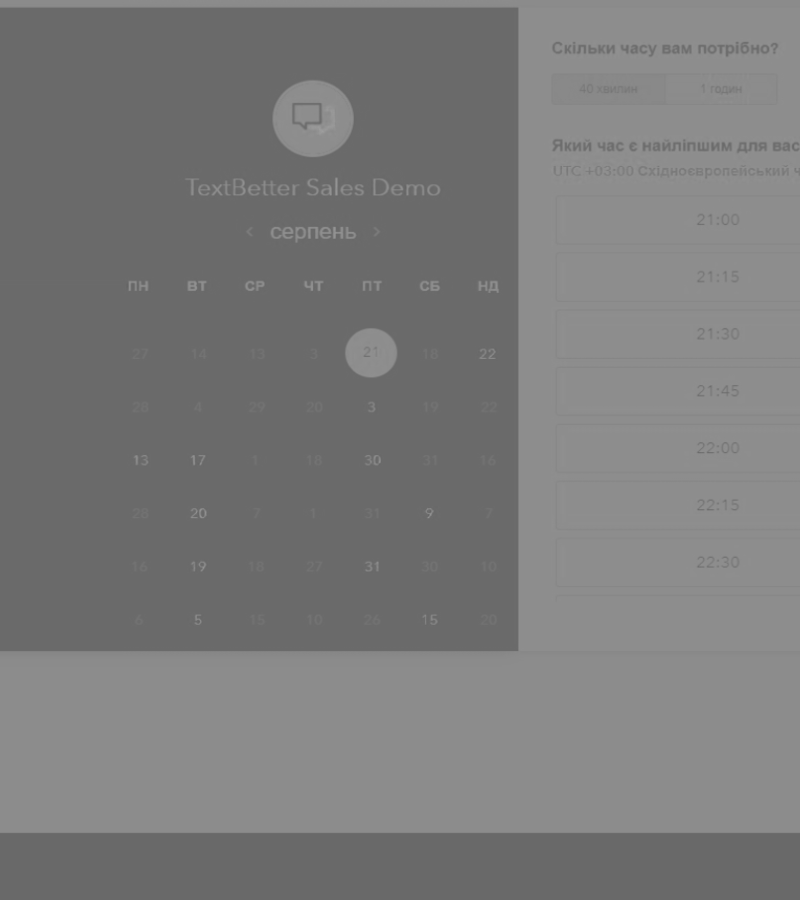 TextBetter Sales Demo
‹ серпень ›
ПН ВТ СР ЧТ ПТ СБ НД
27 14 13 3 21 18 22
28 4 29 20 3 19 22
13 17 1 18 30 31 16
28 20 7 1 31 9 7
16 19 18 27 31 30 10
6 5 15 10 26 15 20
Скільки часу вам потрібно?
40 хвилин 1 годин
Який час є найліпшим для вас
UTC +03:00 Східноєвропейський ч
21:00
21:15
21:30
21:45
22:00
22:15
22:30